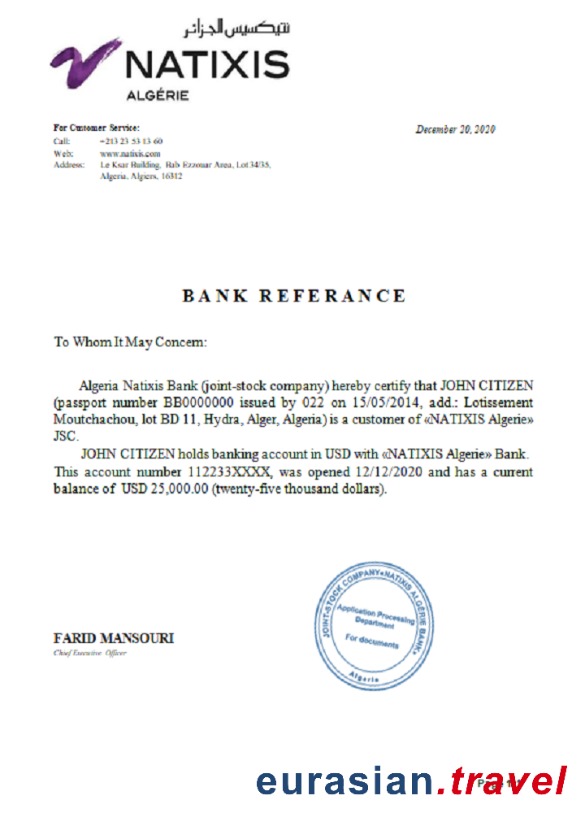 نتيكسيس الجزائر
NATIXIS
ALGÉRIE
For Customer Service:
December 20, 2020
Call: +213 23 53 13 60
Web: www.natixis.com
Address: Le Ksar Building, Bab Ezzouar Area, Lot 34/35,
Algeria, Algiers, 16312
BANK REFERANCE
To Whom It May Concern:
Algeria Natixis Bank (joint-stock company) hereby certify that JOHN CITIZEN
(passport number BB0000000 issued by 022 on 15/05/2014, add.: Lotissement
Moutchachou, lot BD 11, Hydra, Alger, Algeria) is a customer of «NATIXIS Algerie»
JSC.
JOHN CITIZEN holds banking account in USD with «NATIXIS Algerie» Bank.
This account number 112233XXXX, was opened 12/12/2020 and has a current
balance of USD 25,000.00 (twenty-five thousand dollars).
JOINT-STOCK COMPANY•NATIXIS ALGÉRIE BANK•
Application Processing
Department
For documents
Algeria
FARID MANSOURI
Chief Executive Officer
eurasian.travel